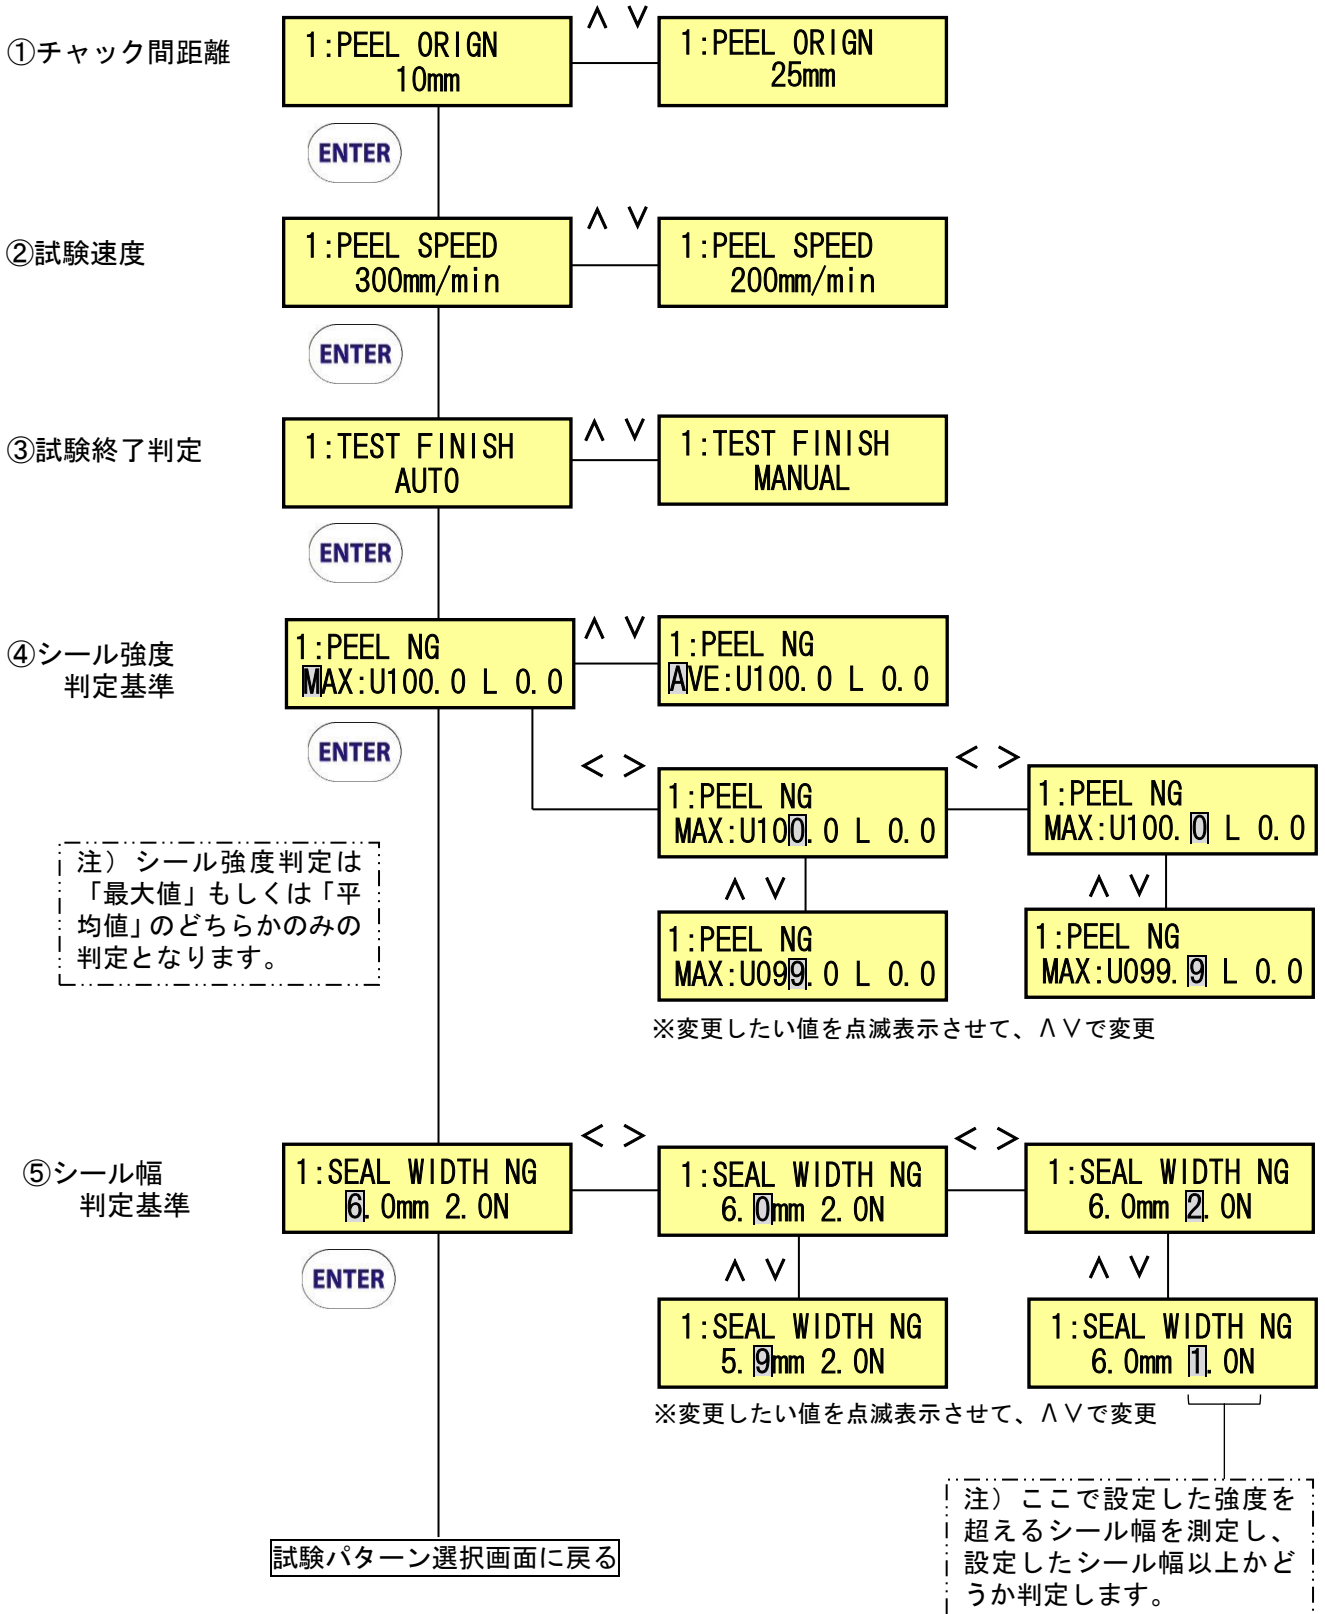 ①チャック間距離
1:PEEL ORIGN
10mm
∧ ∨
1:PEEL ORIGN
25mm
ENTER
②試験速度
1:PEEL SPEED
300mm/min
∧ ∨
1:PEEL SPEED
200mm/min
ENTER
③試験終了判定
1:TEST FINISH
AUTO
∧ ∨
1:TEST FINISH
MANUAL
ENTER
④シール強度
判定基準
1:PEEL NG
MAX:U100.0 L 0.0
∧ ∨
1:PEEL NG
AVE:U100.0 L 0.0
ENTER
< >
1:PEEL NG
MAX:U100.0 L 0.0
< >
1:PEEL NG
MAX:U100.0 L 0.0
∧ ∨
1:PEEL NG
MAX:U099.0 L 0.0
∧ ∨
1:PEEL NG
MAX:U099.9 L 0.0
注）シール強度判定は
「最大値」もしくは「平
均値」のどちらかのみの
判定となります。
※変更したい値を点滅表示させて、∧∨で変更
⑤シール幅
判定基準
1:SEAL WIDTH NG
6.0mm 2.0N
< >
1:SEAL WIDTH NG
6.0mm 2.0N
< >
1:SEAL WIDTH NG
6.0mm 2.0N
ENTER
∧ ∨
1:SEAL WIDTH NG
5.9mm 2.0N
∧ ∨
1:SEAL WIDTH NG
6.0mm 1.0N
※変更したい値を点滅表示させて、∧∨で変更
注）ここで設定した強度を
超えるシール幅を測定し、
設定したシール幅以上かど
うか判定します。
試験パターン選択画面に戻る